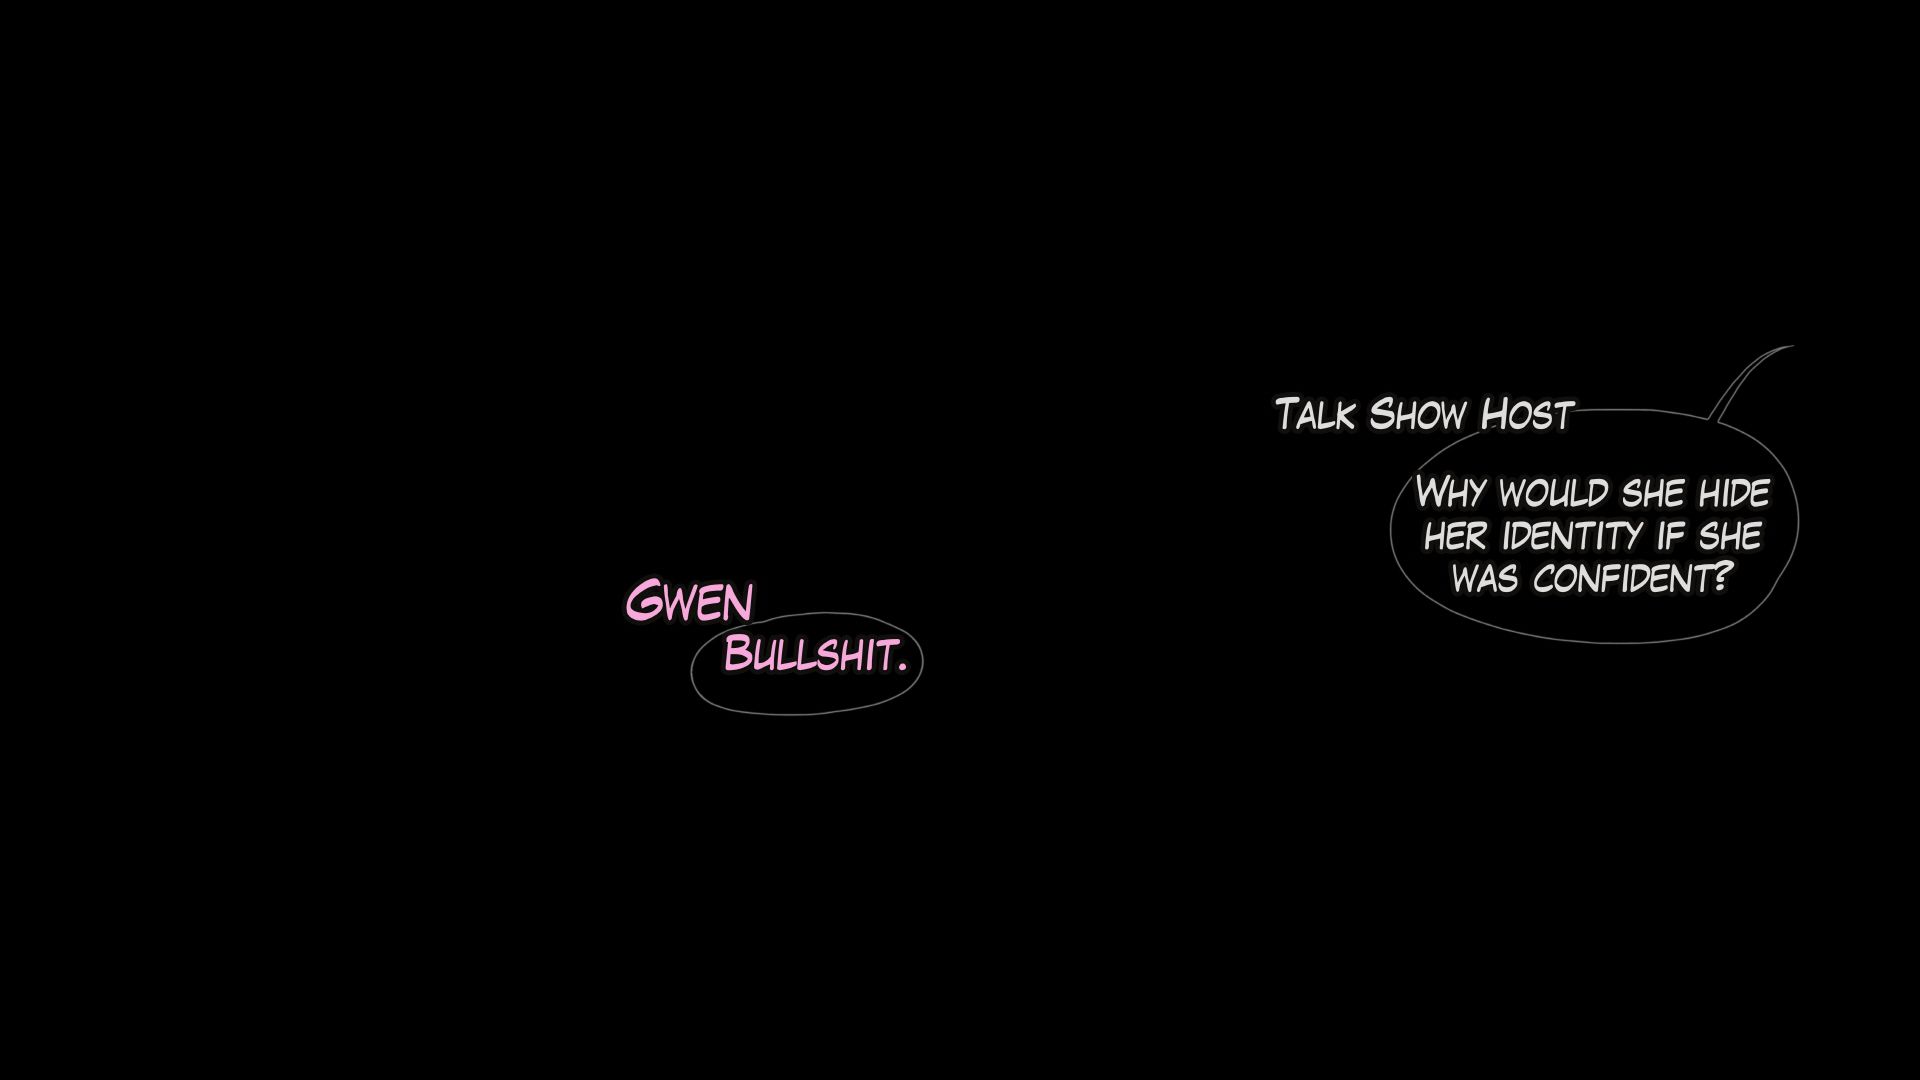 Talk Show Host
Why would she hide
her identity if she
was confident?
Gwen
Bullshit.